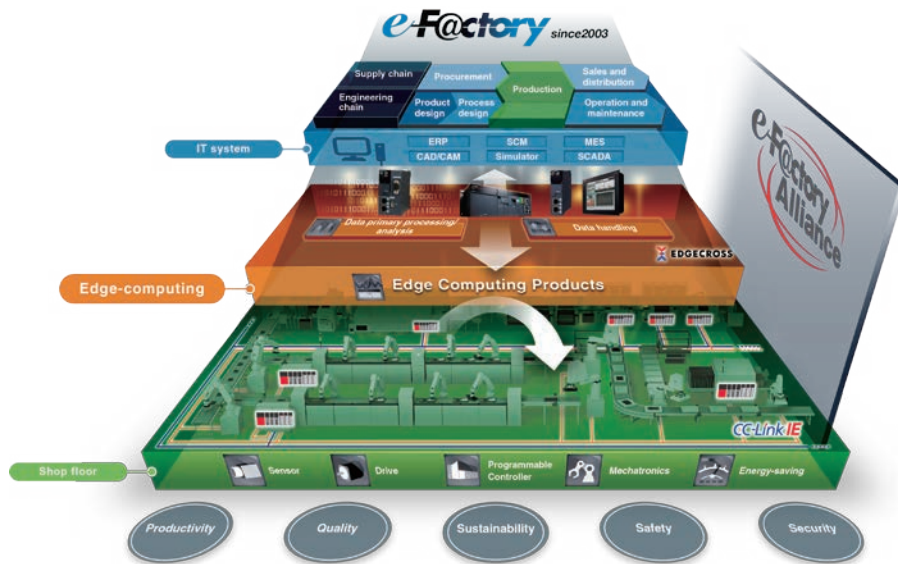 e-F@ctory since2003
Supply chain
Procurement
Production
Sales and
distribution
Engineering
chain
Product
design
Process
design
Operation and
maintenance
IT system
ERP
SCM
MES
CAD/CAM
Simulator
SCADA
e-F@ctory
Alliance
Data primary processing/
analysis
Data handling
EDGECROSS
Edge-computing
Edge Computing Products
CC-Link IE
Shop floor
Sensor
Drive
Programmable
Controller
Mechatronics
Energy-saving
Productivity
Quality
Sustainability
Safety
Security